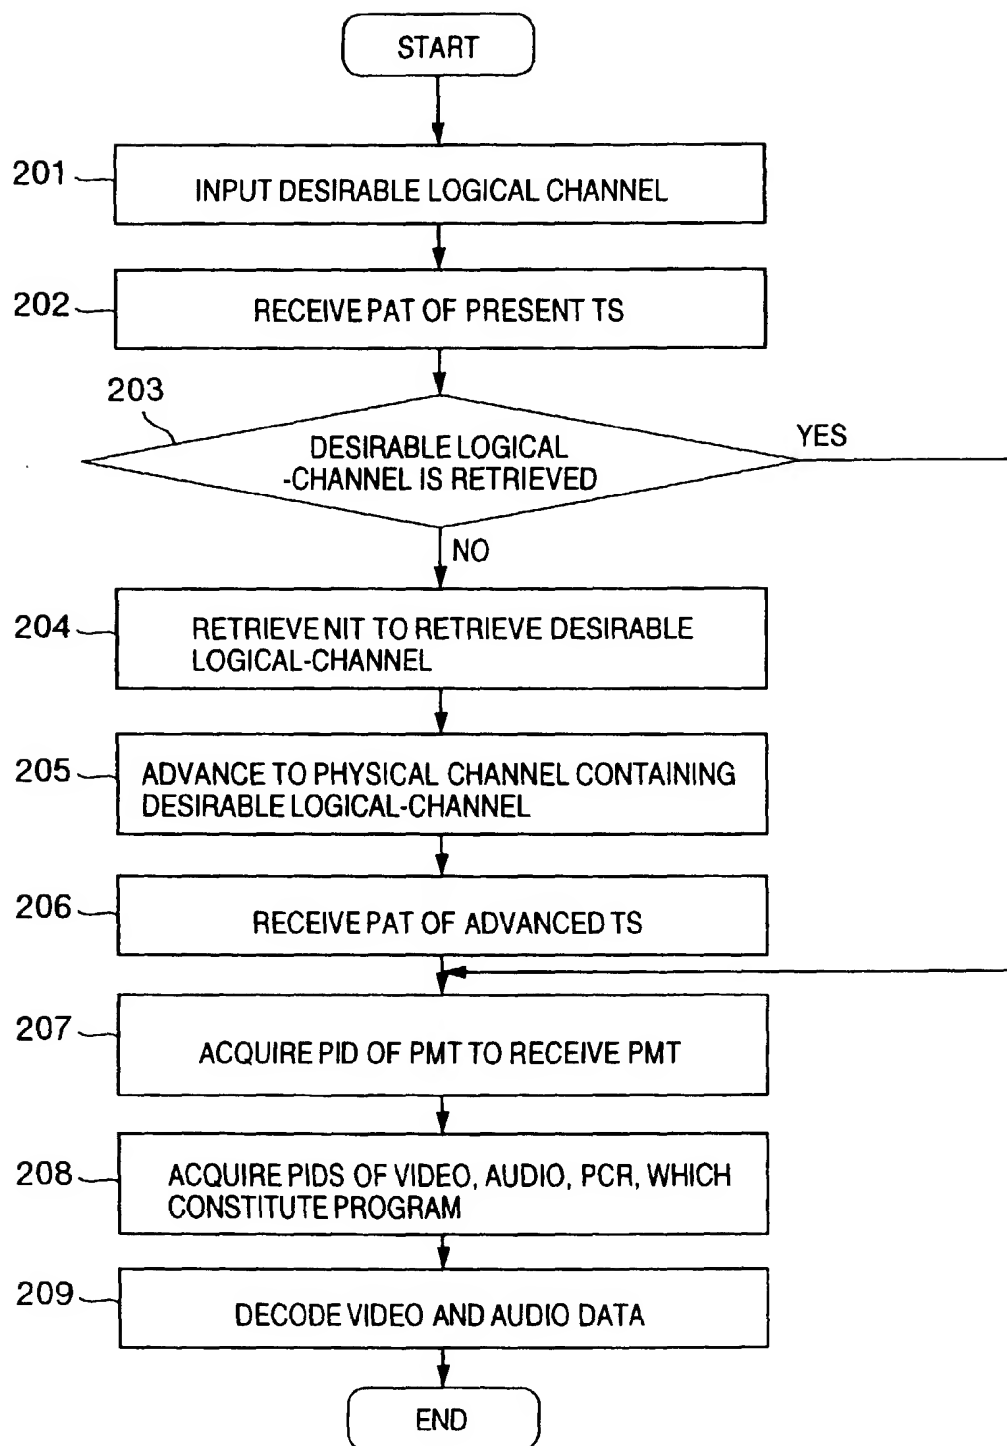 START
201
INPUT DESIRABLE LOGICAL CHANNEL
202
RECEIVE PAT OF PRESENT TS
203
DESIRABLE LOGICAL
-CHANNEL IS RETRIEVED
YES
NO
204
RETRIEVE NIT TO RETRIEVE DESIRABLE
LOGICAL-CHANNEL
205
ADVANCE TO PHYSICAL CHANNEL CONTAINING
DESIRABLE LOGICAL-CHANNEL
206
RECEIVE PAT OF ADVANCED TS
207
ACQUIRE PID OF PMT TO RECEIVE PMT
208
ACQUIRE PIDS OF VIDEO, AUDIO, PCR, WHICH
CONSTITUTE PROGRAM
209
DECODE VIDEO AND AUDIO DATA
END